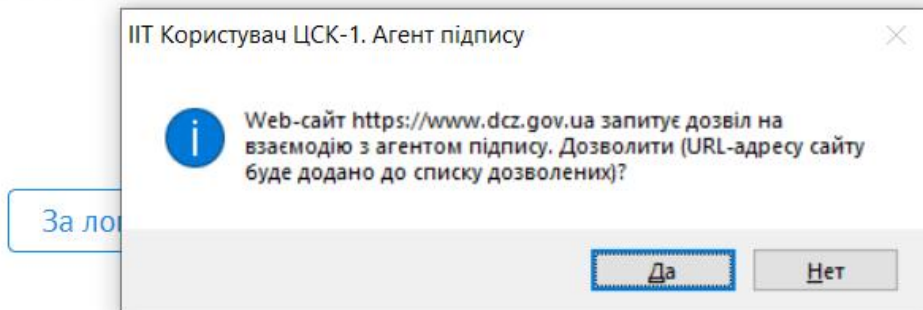 ІІТ Користувач ЦСК-1. Агент підпису
Web-сайт https://www.dcz.gov.ua запитує дозвіл на
взаємодію з агентом підпису. Дозволити (URL-адресу сайту
буде додано до списку дозволених)?
За
Да
Нет